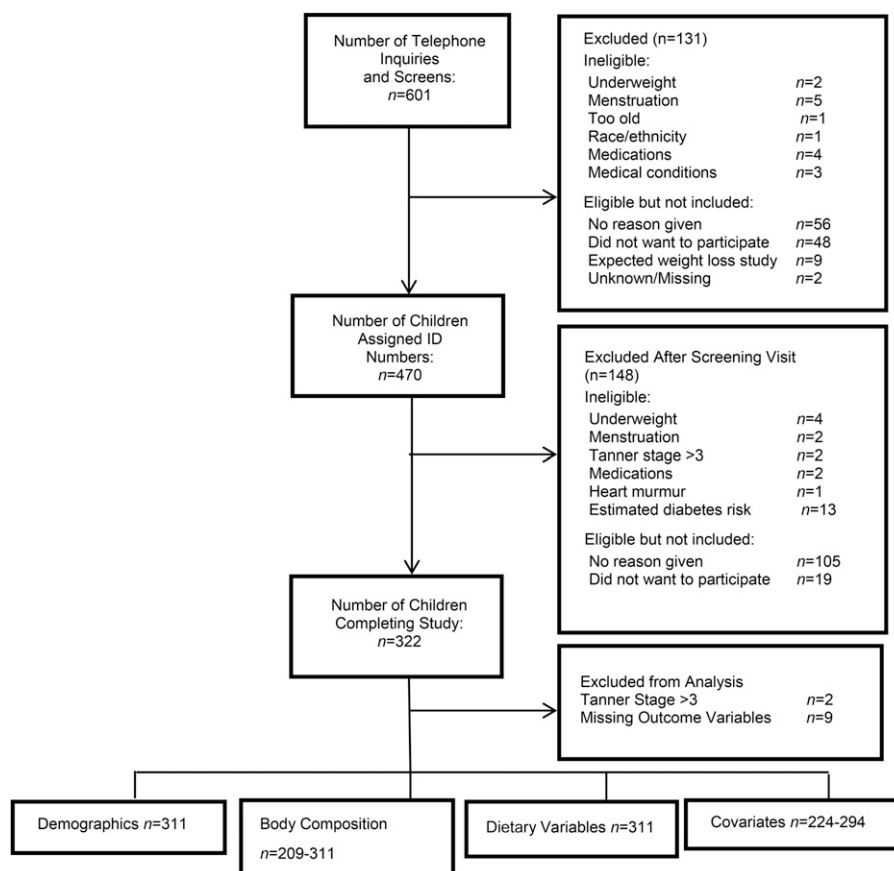 Number of Telephone
Inquiries
and Screens:
n=601
Excluded (n=131)
Ineligible:
Underweight n=2
Menstruation n=5
Too old n=1
Race/ethnicity n=1
Medications n=4
Medical conditions n=3
Eligible but not included:
No reason given n=56
Did not want to participate n=48
Expected weight loss study n=9
Unknown/Missing n=2
Number of Children
Assigned ID
Numbers:
n=470
Excluded After Screening Visit
(n=148)
Ineligible:
Underweight n=4
Menstruation n=2
Tanner stage >3 n=2
Medications n=2
Heart murmur n=1
Estimated diabetes risk n=13
Eligible but not included:
No reason given n=105
Did not want to participate n=19
Number of Children
Completing Study:
n=322
Excluded from Analysis
Tanner Stage >3 n=2
Missing Outcome Variables n=9
Demographics n=311
Body Composition
n=209-311
Dietary Variables n=311
Covariates n=224-294